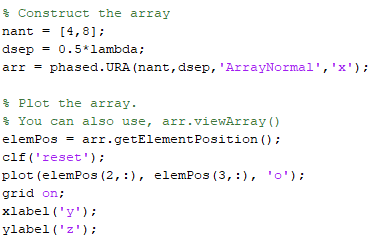 % Construct the array
nant = [4,8];
dsep = 0.5*lambda;
arr = phased.URA(nant,dsep,'ArrayNormal','x');
% Plot the array.
% You can also use, arr.viewArray()
elemPos = arr.getElementPosition();
clf('reset');
plot(elemPos(2,:), elemPos(3,:), 'o');
grid on;
xlabel('y');
ylabel('z');